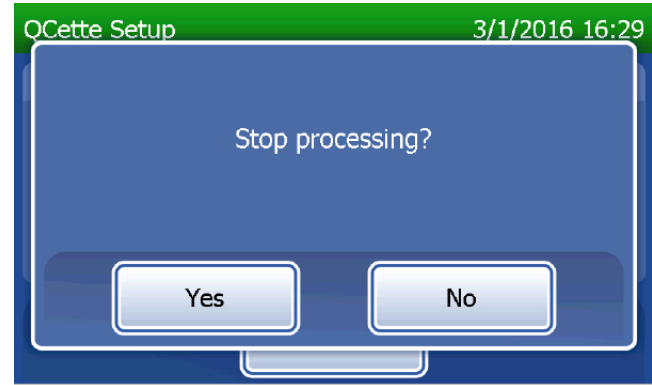 QCette Setup 3/1/2016 16:29
Stop processing?
Yes No